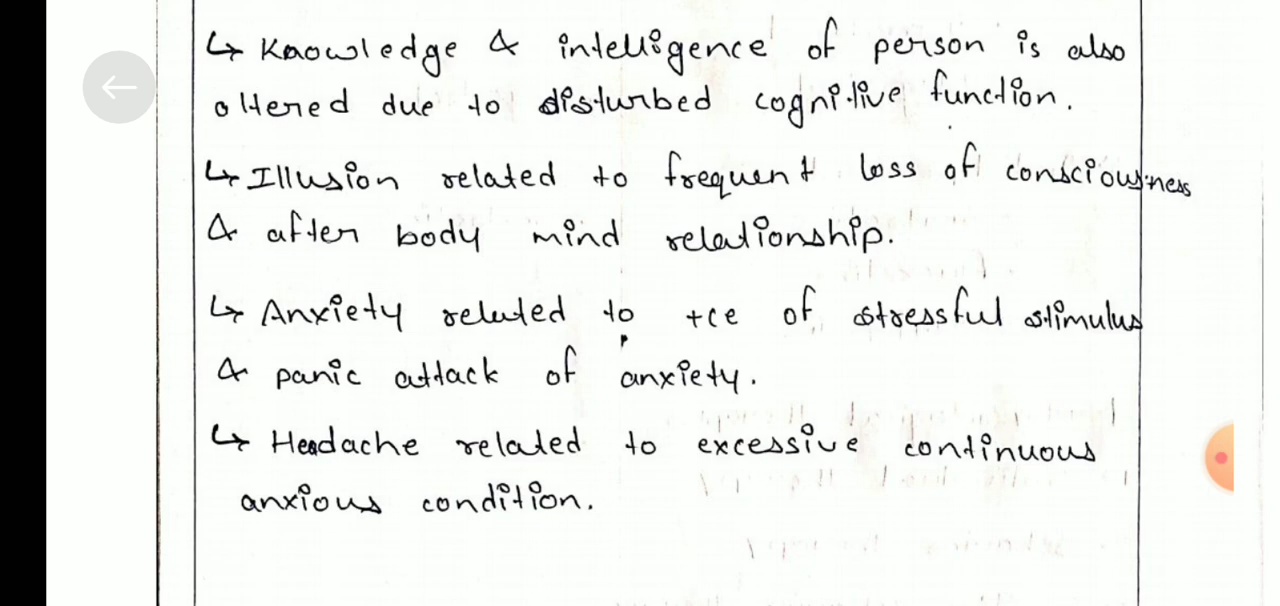 ↳ Knowledge & intelligence of person is also
altered due to disturbed cognitive function.
↳ Illusion related to frequent loss of consciousness
& after body mind relationship.
↳ Anxiety related to +ce of stressful stimulus
& panic attack of anxiety.
↳ Headache related to excessive continuous
anxious condition.